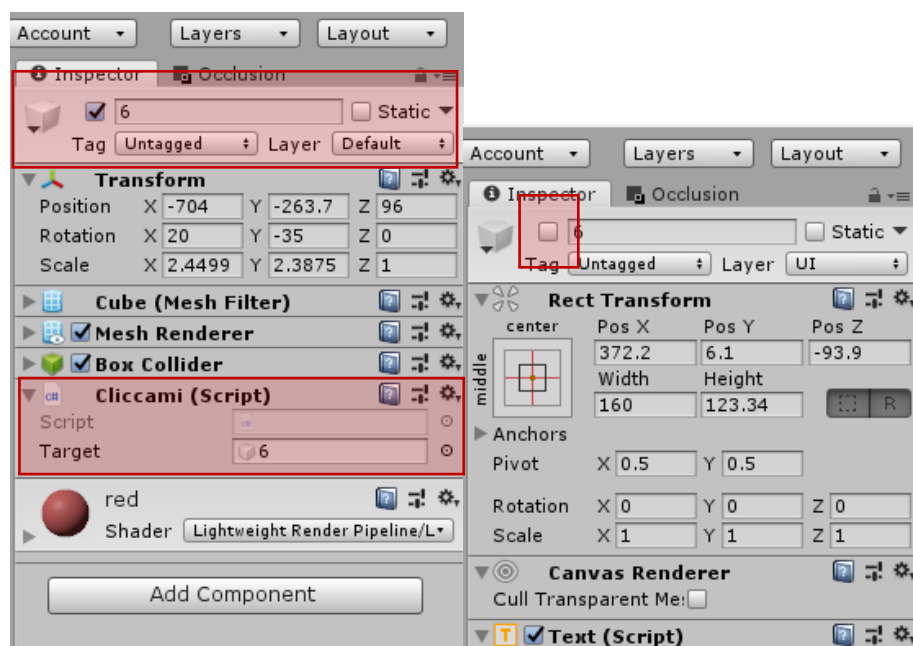 Account Layers Layout
Inspector Occlusion
6 Static
Tag Untagged Layer Default
Transform
Position X -704 Y -263.7 Z 96
Rotation X 20 Y -35 Z 0
Scale X 2.4499 Y 2.3875 Z 1
Cube (Mesh Filter)
Mesh Renderer
Box Collider
C# Cliccami (Script)
Script
Target 6
red
Shader Lightweight Render Pipeline/L
Add Component
Account Layers Layout
Inspector Occlusion
6 Static
Tag Untagged Layer UI
Rect Transform
center Pos X Pos Y Pos Z
middle 372.2 6.1 -93.9
Width Height
160 123.34 R
Anchors
Pivot X 0.5 Y 0.5
Rotation X 0 Y 0 Z 0
Scale X 1 Y 1 Z 1
Canvas Renderer
Cull Transparent Me:
T Text (Script)